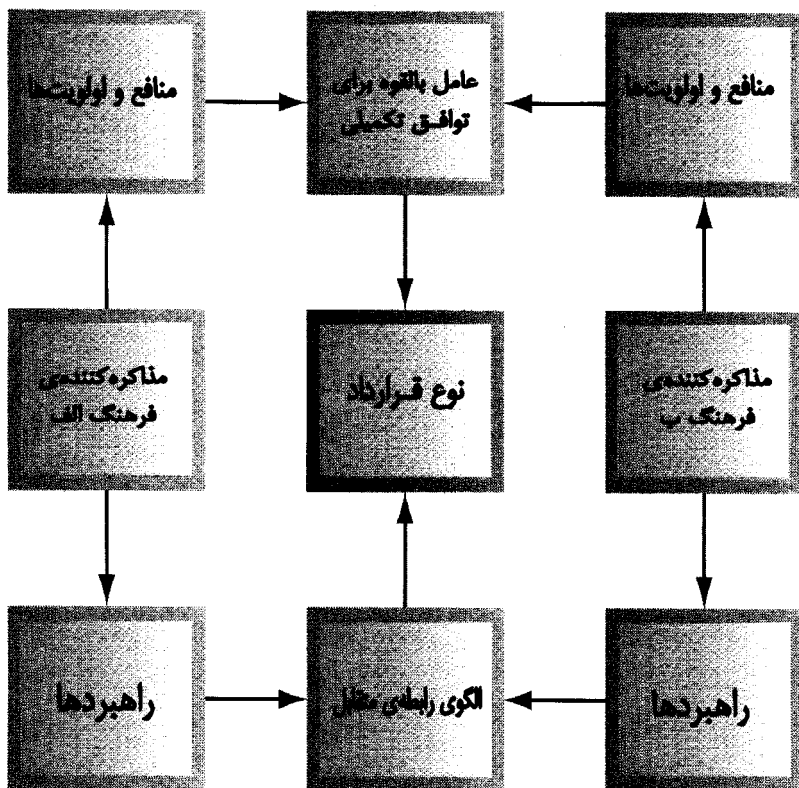 منافع و اولویت‌ها
عامل بالقوه برای
توافق تکمیلی
منافع و اولویت‌ها
مذاکره‌کننده‌ی
فرهنگ ب
نوع قرارداد
مذاکره‌کننده‌ی
فرهنگ الف
راهبردها
الگوی رابطه‌ی متقابل
راهبردها